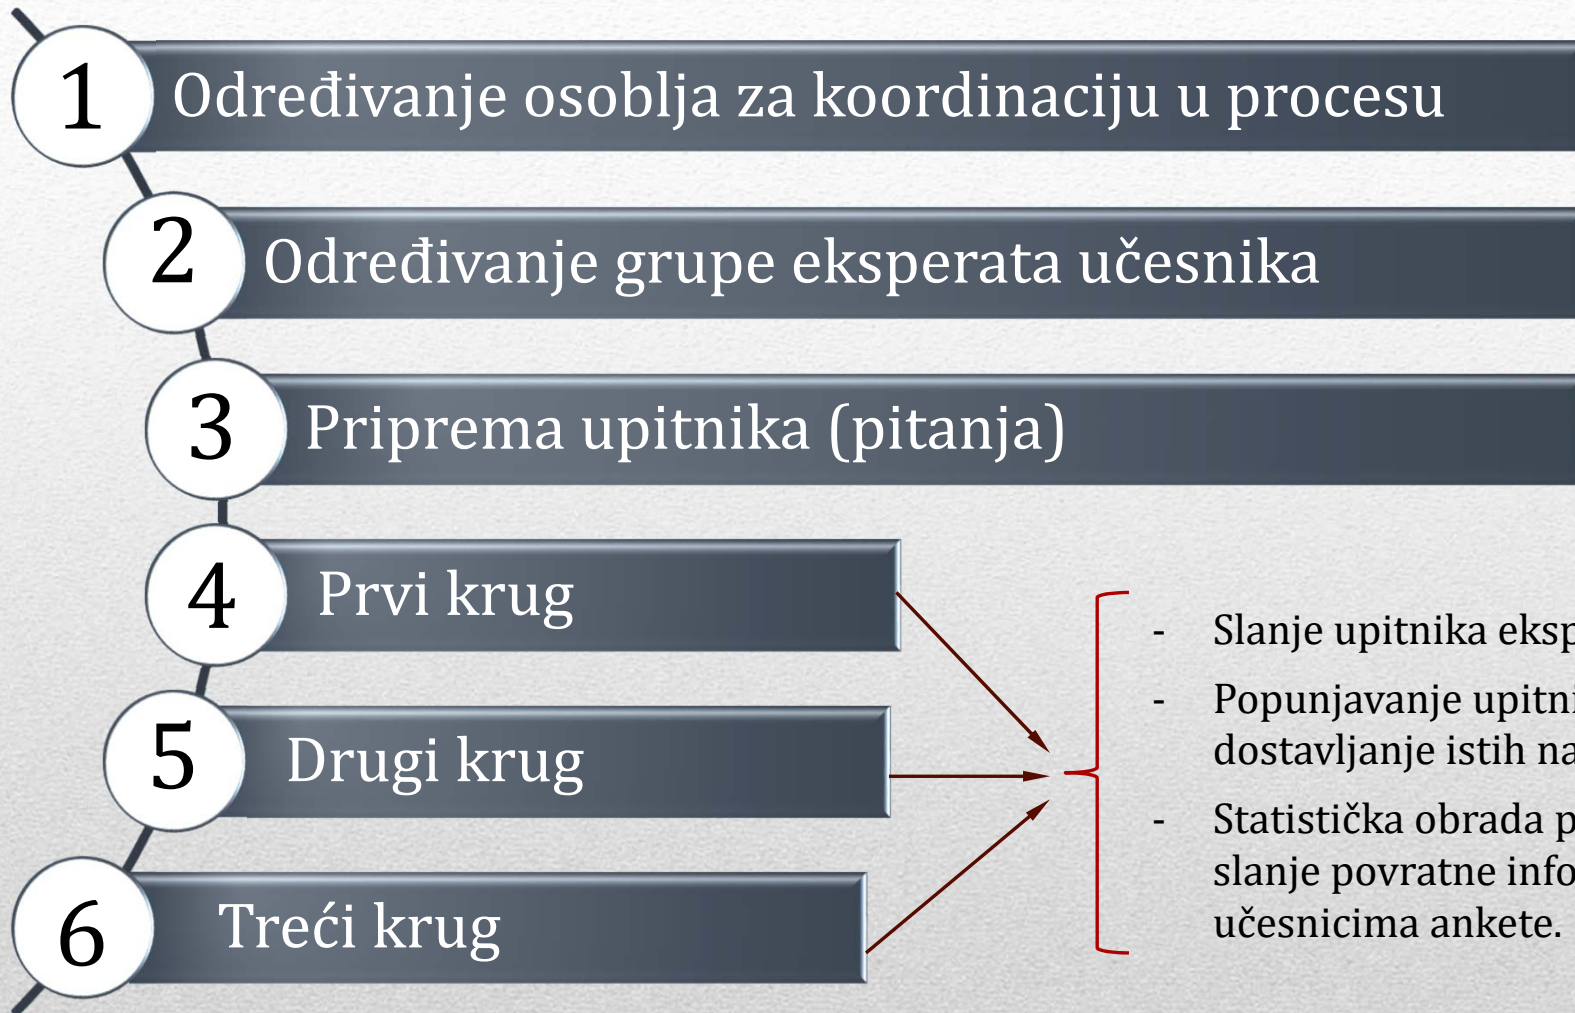 1 Određivanje osoblja za koordinaciju u procesu
2 Određivanje grupe eksperata učesnika
3 Priprema upitnika (pitanja)
4 Prvi krug
5 Drugi krug
6 Treći krug
- Slanje upitnika
- Popunjavanje
dostavljanje istih
- Statistička obrada
slanje povratne
učesnicima ankete.